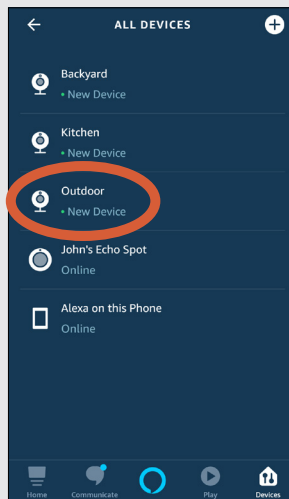 ALL DEVICES
Backyard
• New Device
Kitchen
• New Device
Outdoor
• New Device
John's Echo Spot
Online
Alexa on this Phone
Online
Home Communicate Play Devices